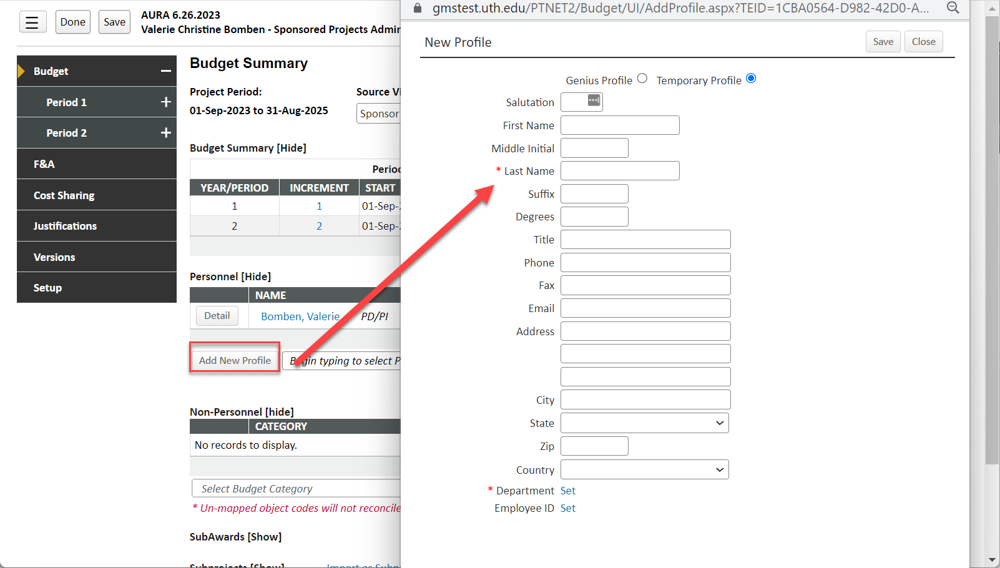 Done
Save
AURA 6.26.2023
Valerie Christine Bomben - Sponsored Projects Admin
Budget
Period 1
Period 2
F&A
Cost Sharing
Justifications
Versions
Setup
Budget Summary
Project Period:
Source Vi
01-Sep-2023 to 31-Aug-2025
Sponsor
Budget Summary [Hide]
Period
YEAR/PERIOD INCREMENT START
1 1 01-Sep-
2 2 01-Sep-
Personnel [Hide]
NAME
Detail Bomben, Valerie PD/PI
Add New Profile Begin typing to select P
Non-Personnel [hide]
CATEGORY
No records to display.
Select Budget Category
* Un-mapped object codes will not reconcile
SubAwards [Show]
Subprojects [Show] Import as Subp
gmstest.uth.edu/PTNET2/Budget/UI/AddProfile.aspx?TEID=1CBA0564-D982-42D0-A...
New Profile
Save
Close
Genius Profile Temporary Profile
Salutation
First Name
Middle Initial
* Last Name
Suffix
Degrees
Title
Phone
Fax
Email
Address
City
State
Zip
Country
* Department Set
Employee ID Set